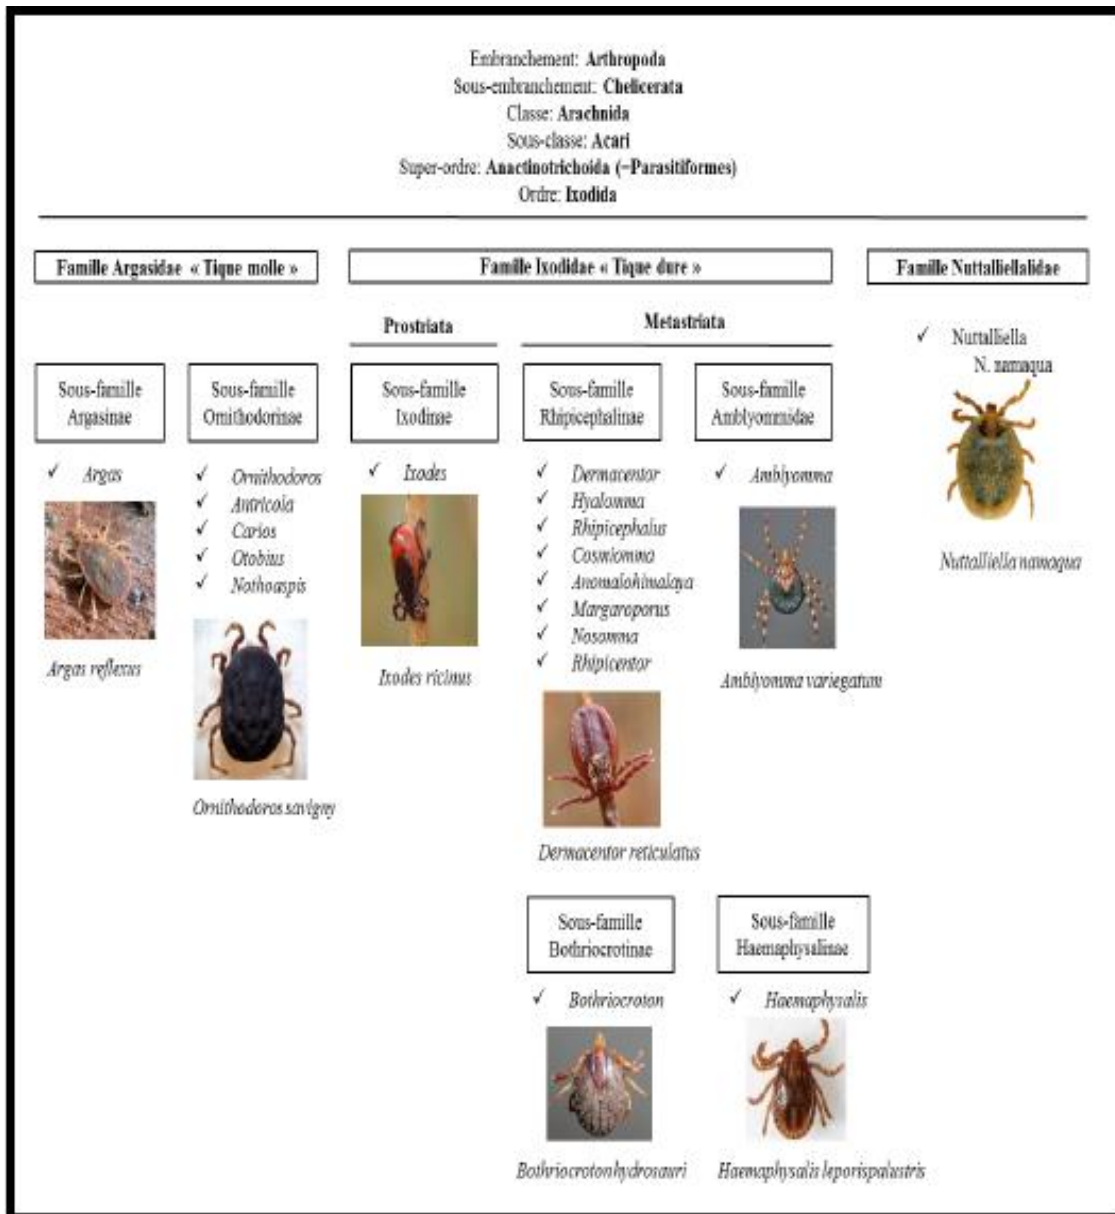 Embranchement: Arthropoda
Sous-embranchement: Chelicerata
Classe: Arachnida
Sous-classe: Acari
Super-ordre: Anactinotrichoida (=Parasitiformes)
Ordre: Ixodida
Famille Argasidae « Tique molle »
Famille Ixodidae « Tique dure »
Famille Nuttalliellalidae
Prostriata
Metastriata
✓ Nuttalliella
N. namaqua
Nuttalliella namaqua
Sous-famille
Argasinae
✓ Argas
Argas reflexus
Sous-famille
Ornithodorinae
✓ Ornithodoros
✓ Antricola
✓ Carios
✓ Otobius
✓ Nothoaspis
Ornithodoros savigny
Sous-famille
Ixodinae
✓ Ixodes
Ixodes ricinus
Sous-famille
Rhipicephalinae
✓ Dermacentor
✓ Hyalomma
✓ Rhipicephalus
✓ Cosmiomma
✓ Anomalohimalaya
✓ Margaroporus
✓ Nosomma
✓ Rhipicentor
Dermacentor reticulatus
Sous-famille
Amblyommidae
✓ Amblyomma
Amblyomma variegatum
Sous-famille
Bothriocrotinae
✓ Bothriocroton
Bothriocrotonhydrosauri
Sous-famille
Haemaphysalinae
✓ Haemaphysalis
Haemaphysalis leporispalustris